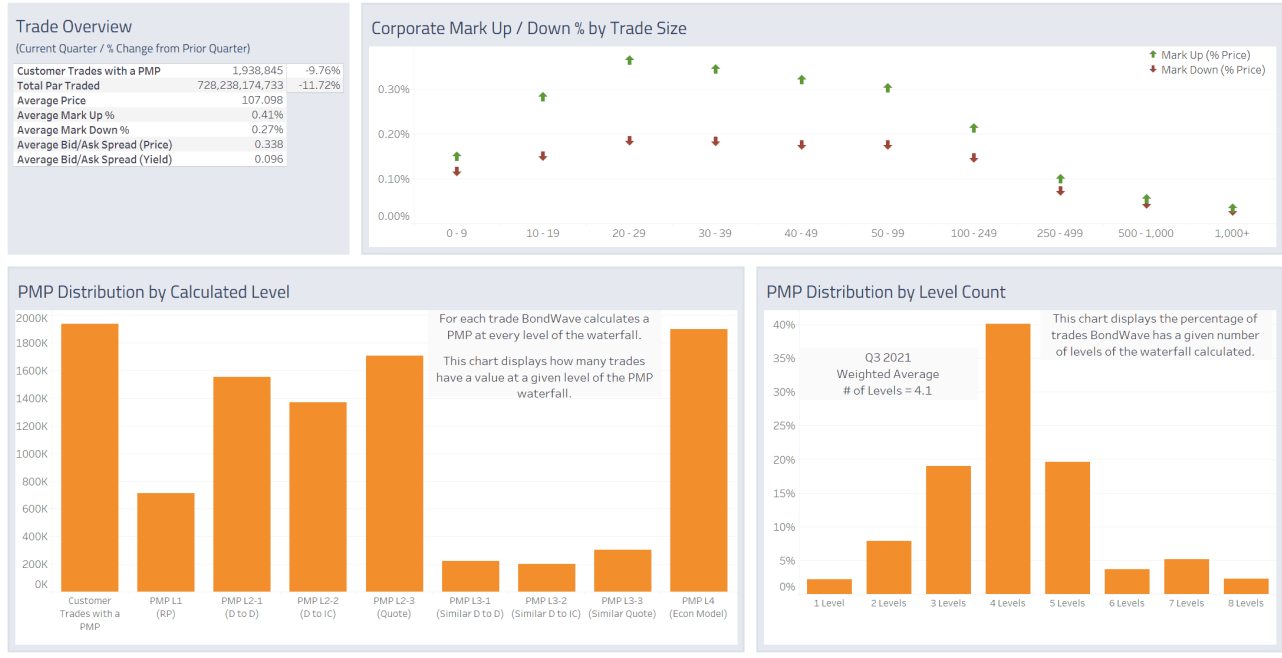 Trade Overview
(Current Quarter / % Change from Prior Quarter)
Customer Trades with a PMP 1,938,845 -9.76%
Total Par Traded 728,238,174,733 -11.72%
Average Price 107.098
Average Mark Up % 0.41%
Average Mark Down % 0.27%
Average Bid/Ask Spread (Price) 0.338
Average Bid/Ask Spread (Yield) 0.096
Corporate Mark Up / Down % by Trade Size
Mark Up (% Price)
Mark Down (% Price)
0.30%
0.20%
0.10%
0.00%
0 - 9 10 - 19 20 - 29 30 - 39 40 - 49 50 - 99 100 - 249 250 - 499 500 - 1,000 1,000+
PMP Distribution by Calculated Level
For each trade BondWave calculates a
PMP at every level of the waterfall.
This chart displays how many trades
have a value at a given level of the PMP
waterfall.
2000K
1800K
1600K
1400K
1200K
1000K
800K
600K
400K
200K
0K
Customer PMP L1 PMP L2-1 PMP L2-2 PMP L2-3 PMP L3-1 PMP L3-2 PMP L3-3 PMP L4
Trades with a (RP) (D to D) (D to IC) (Quote) (Similar D to D) (Similar D to IC) (Similar Quote) (Econ Model)
PMP
PMP Distribution by Level Count
This chart displays the percentage of
trades BondWave has a given number
of levels of the waterfall calculated.
Q3 2021
Weighted Average
# of Levels = 4.1
40%
35%
30%
25%
20%
15%
10%
5%
0%
1 Level 2 Levels 3 Levels 4 Levels 5 Levels 6 Levels 7 Levels 8 Levels